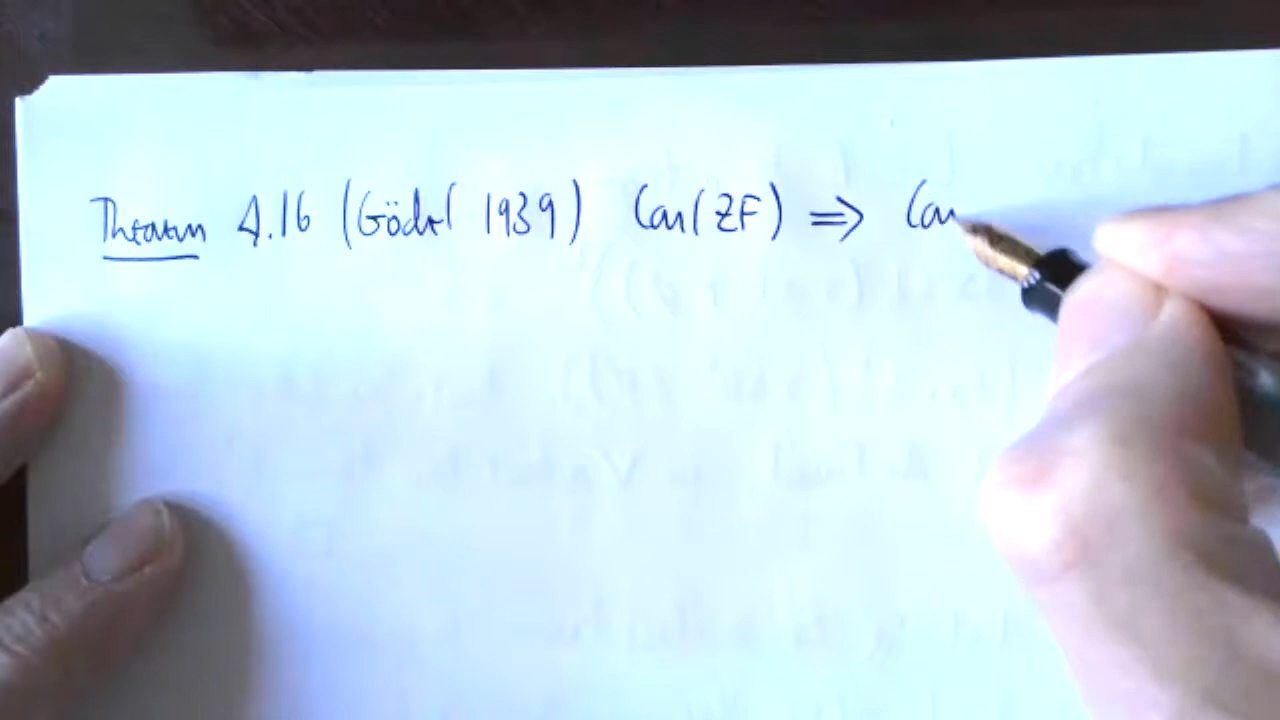 Theorem 4.16 (Gödel 1939) Con(ZF) ⇒ Con